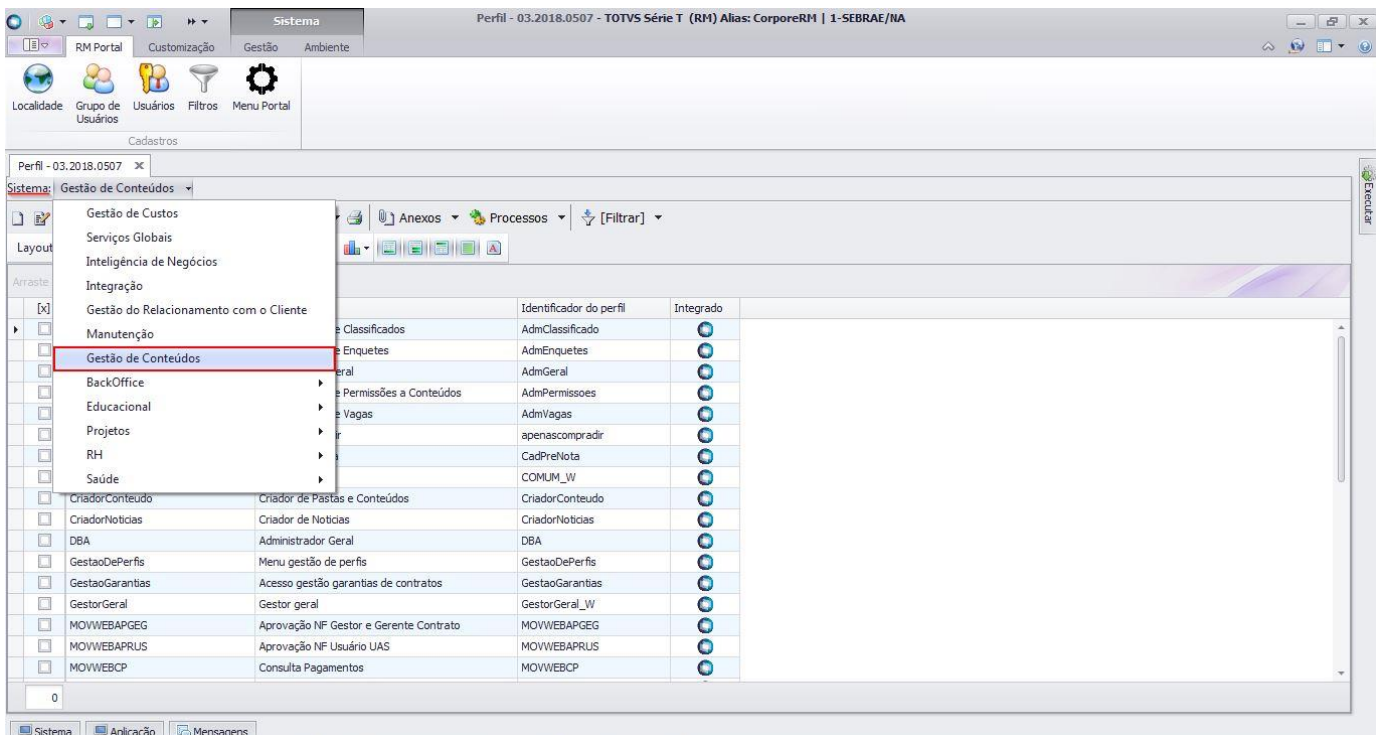 Sistema
Perfil - 03.2018.0507 - TOTVS Série T (RM) Alias: CorporeRM | 1-SEBRAE/NA
RM Portal Customização Gestão Ambiente
Localidade Grupo de Usuários Usuários Filtros Menu Portal
Cadastros
Perfil - 03.2018.0507
Executar
Sistema: Gestão de Conteúdos
Anexos Processos [Filtrar]
Layout
Arraste
Gestão de Custos
Serviços Globais
Inteligência de Negócios
Integração
Gestão do Relacionamento com o Cliente
Manutenção
Gestão de Conteúdos
BackOffice
Educacional
Projetos
RH
Saúde
[x] Identificador do perfil Integrado
e Classificados AdmClassificado
e Enquetes AdmEnquetes
eral AdmGeral
e Permissões a Conteúdos AdmPermissoes
e Vagas AdmVagas
ir apenascompradir
CadPreNota
COMUM_W
CriadorConteudo Criador de Pastas e Conteúdos CriadorConteudo
CriadorNoticias Criador de Noticias CriadorNoticias
DBA Administrador Geral DBA
GestaoDePerfis Menu gestão de perfis GestaoDePerfis
GestaoGarantias Acesso gestão garantias de contratos GestaoGarantias
GestorGeral Gestor geral GestorGeral_W
MOVWEBAPGEG Aprovação NF Gestor e Gerente Contrato MOVWEBAPGEG
MOVWEBAPRUS Aprovação NF Usuário UAS MOVWEBAPRUS
MOVWEBCP Consulta Pagamentos MOVWEBCP
0
Sistema Aplicação Mensagens